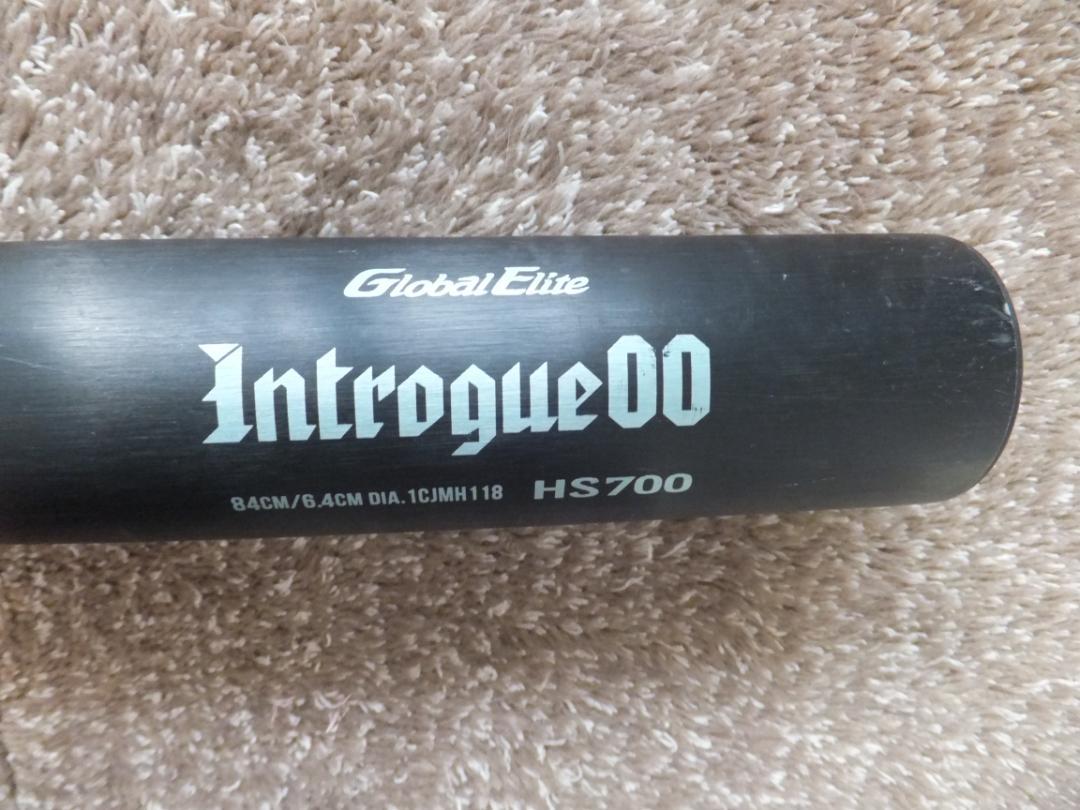 Global Elite
Introgue00
84CM/6.4CM DIA.1CJMH118 HS700